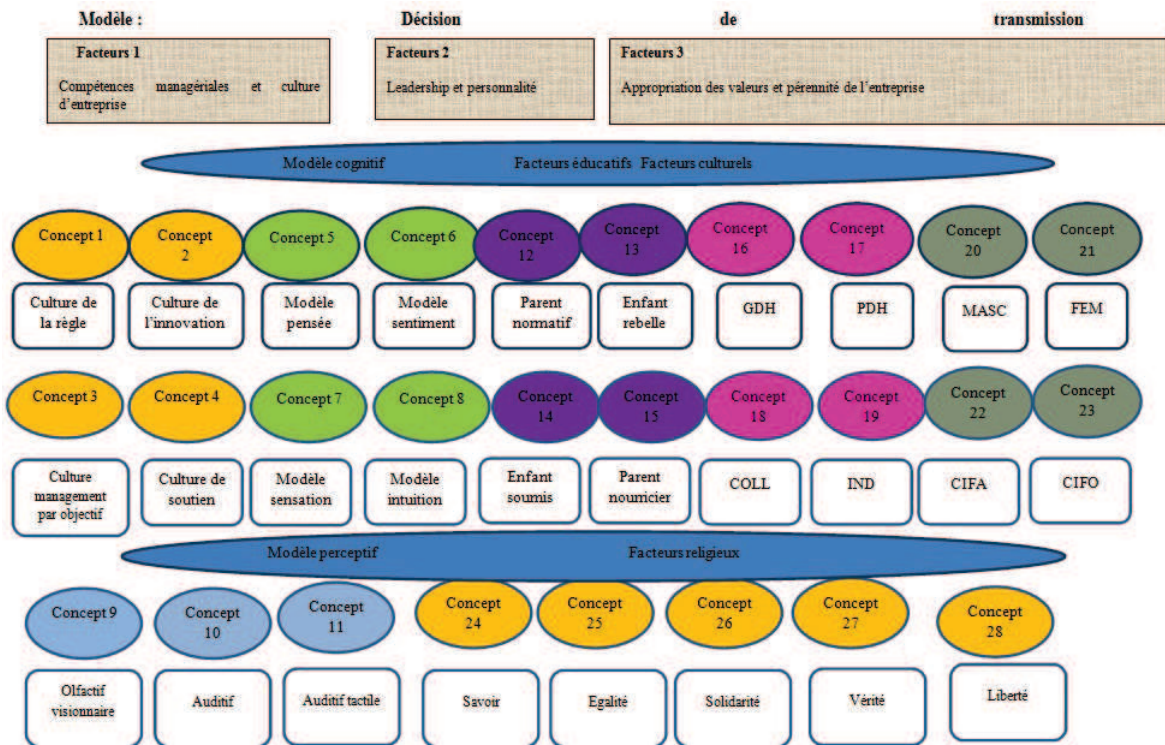 Modèle : Décision de transmission
Facteurs 1
Compétences managériales et culture
d'entreprise
Facteurs 2
Leadership et personnalité
Facteurs 3
Appropriation des valeurs et pérennité de l'entreprise
Modèle cognitif Facteurs éducatifs Facteurs culturels
Concept 1
Concept
2
Concept 5
Concept 6
Concept
12
Concept
13
Concept
16
Concept
17
Concept
20
Concept
21
Culture de
la règle
Culture de
l'innovation
Modèle
pensée
Modèle
sentiment
Parent
normatif
Enfant
rebelle
GDH
PDH
MASC
FEM
Concept 3
Concept 4
Concept 7
Concept 8
Concept
14
Concept
15
Concept
18
Concept
19
Concept
22
Concept
23
Culture
management
par objectif
Culture de
soutien
Modèle
sensation
Modèle
intuition
Enfant
soumis
Parent
nourricier
COLL
IND
CIFA
CIFO
Modèle perceptif Facteurs religieux
Concept 9
Concept
10
Concept
11
Concept
24
Concept
25
Concept
26
Concept
27
Concept
28
Olfactif
visionnaire
Auditif
Auditif tactile
Savoir
Egalité
Solidarité
Vérité
Liberté